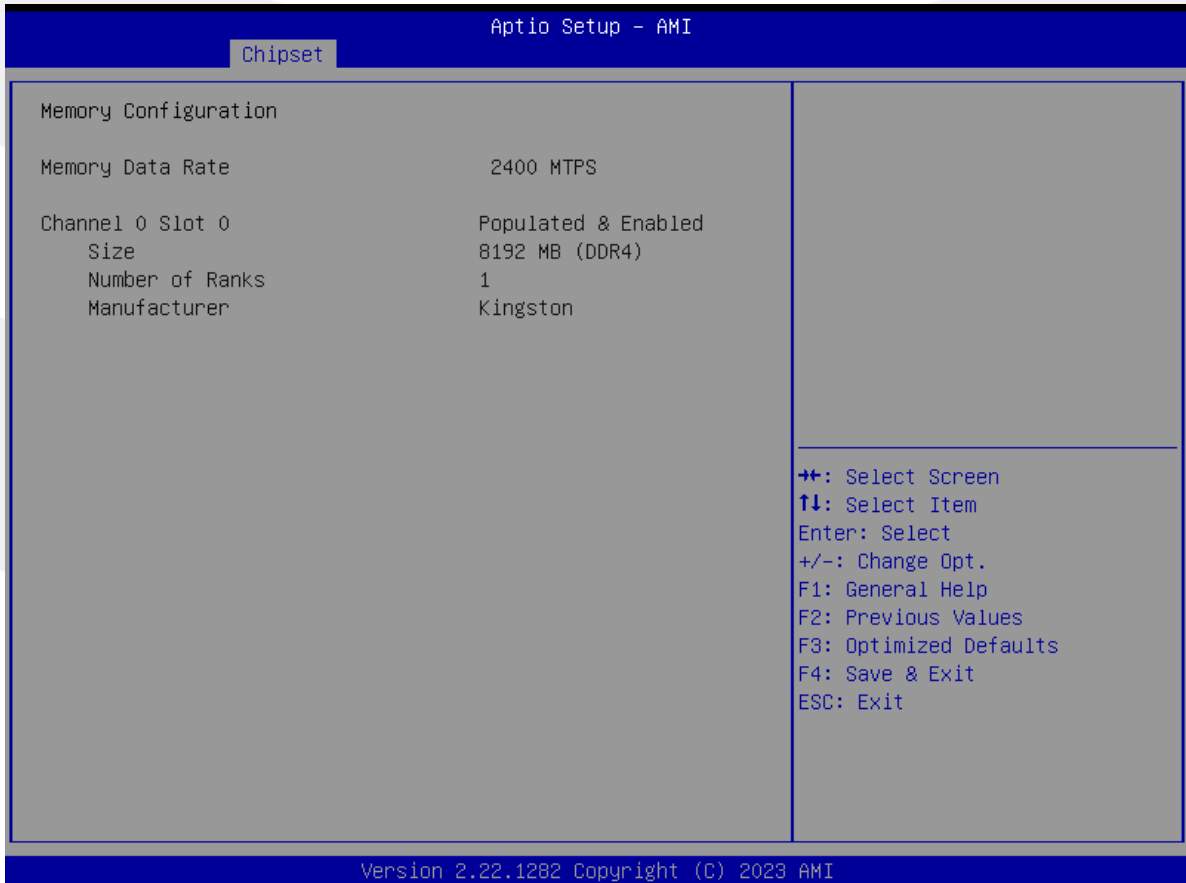 Aptio Setup – AMI
Chipset
Memory Configuration
Memory Data Rate 2400 MTPS
Channel 0 Slot 0 Populated & Enabled
Size 8192 MB (DDR4)
Number of Ranks 1
Manufacturer Kingston
→←: Select Screen
↑↓: Select Item
Enter: Select
+/-: Change Opt.
F1: General Help
F2: Previous Values
F3: Optimized Defaults
F4: Save & Exit
ESC: Exit
Version 2.22.1282 Copyright (C) 2023 AMI